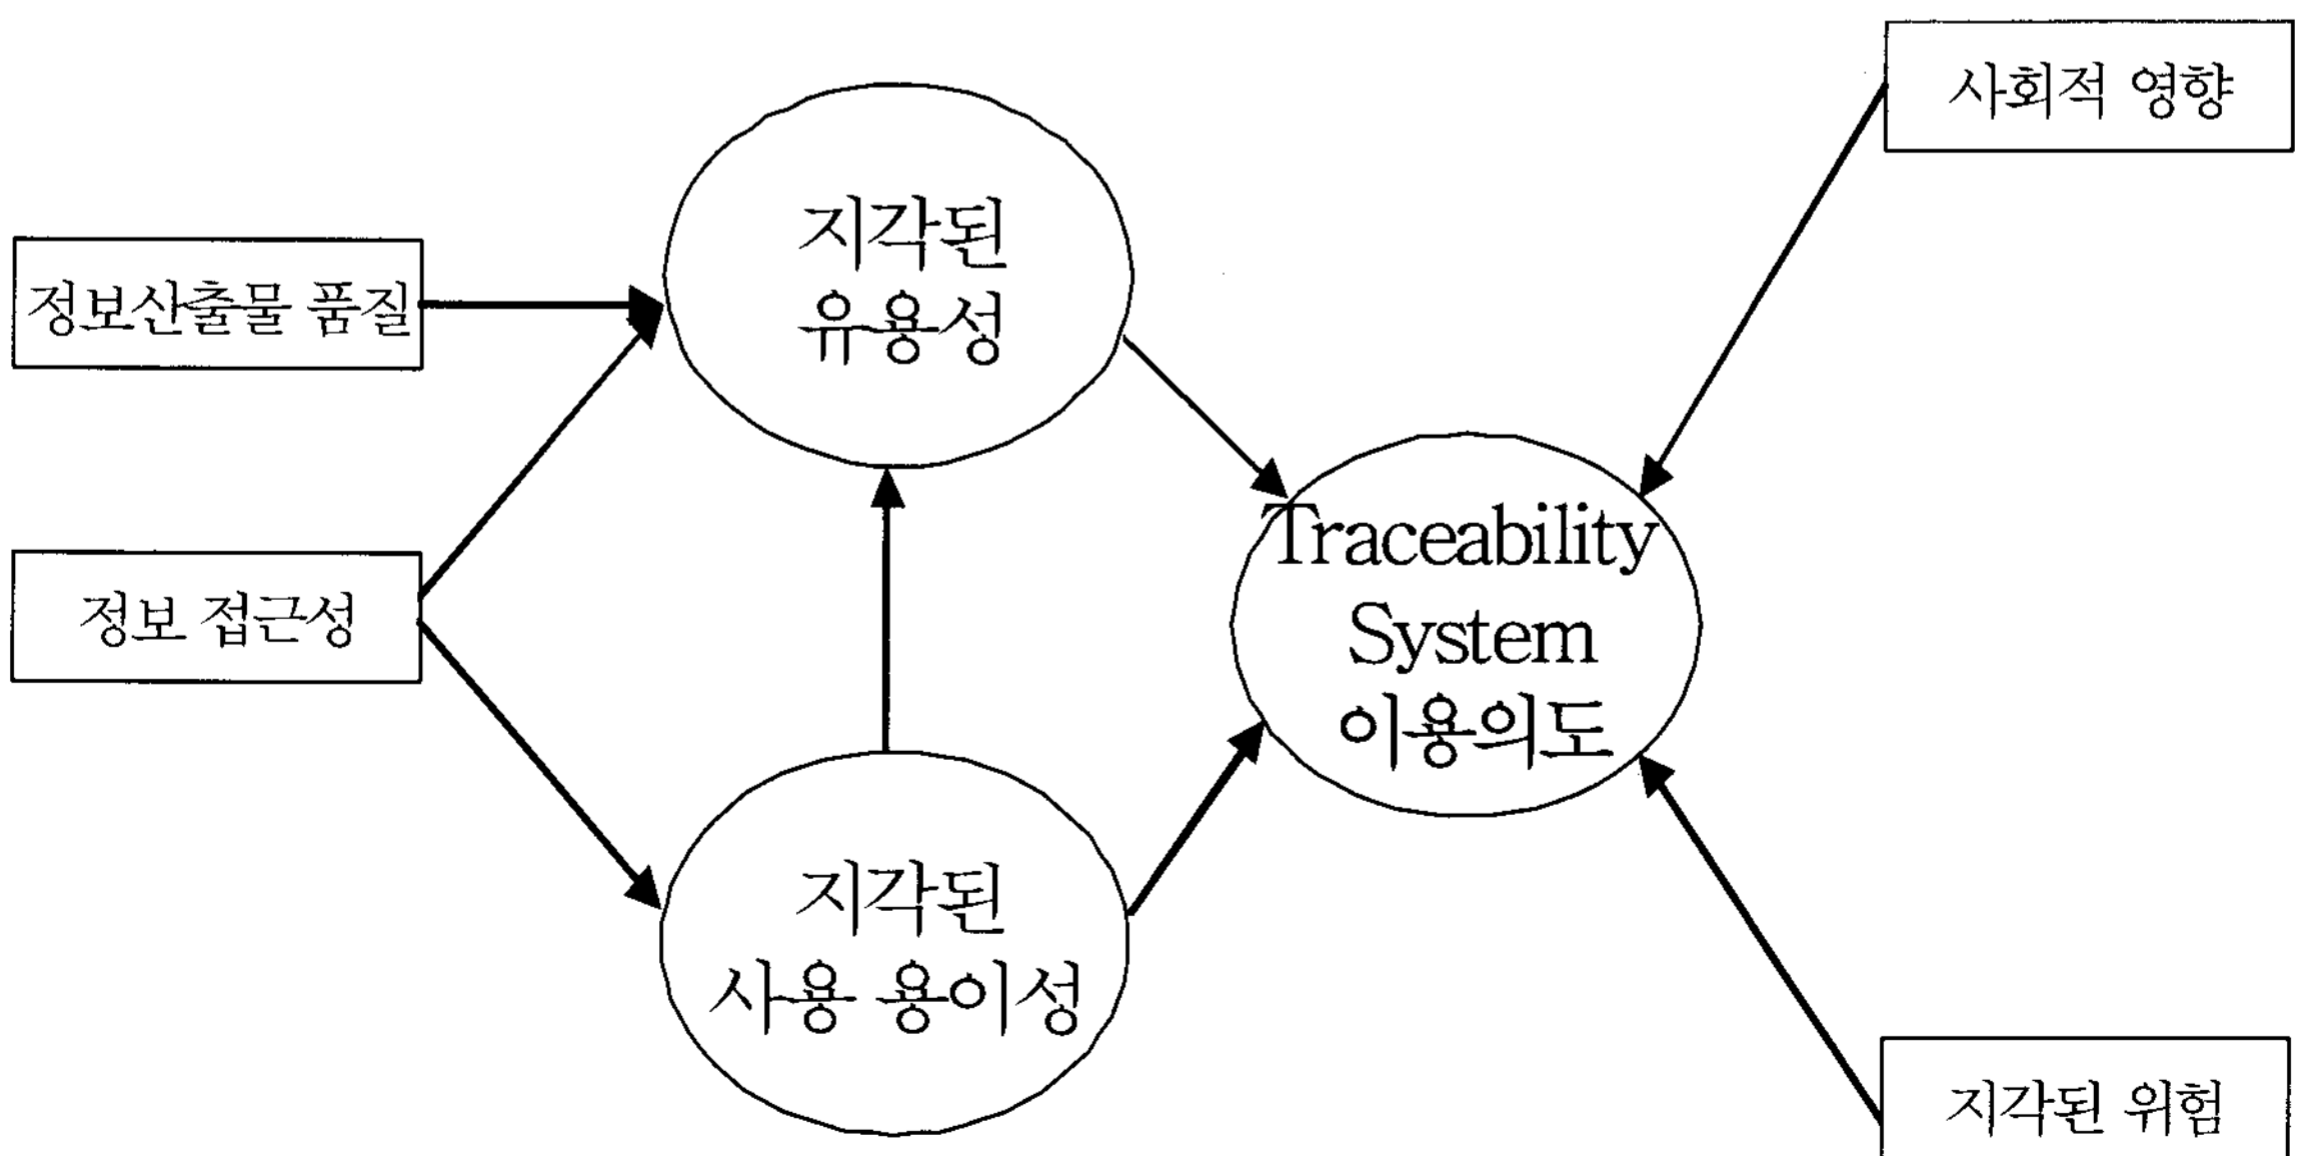 사회적 영향
지각된
유용성
정보산출물 품질
정보 접근성
Traceability
System
이용의도
지각된
사용 용이성
지각된 위험